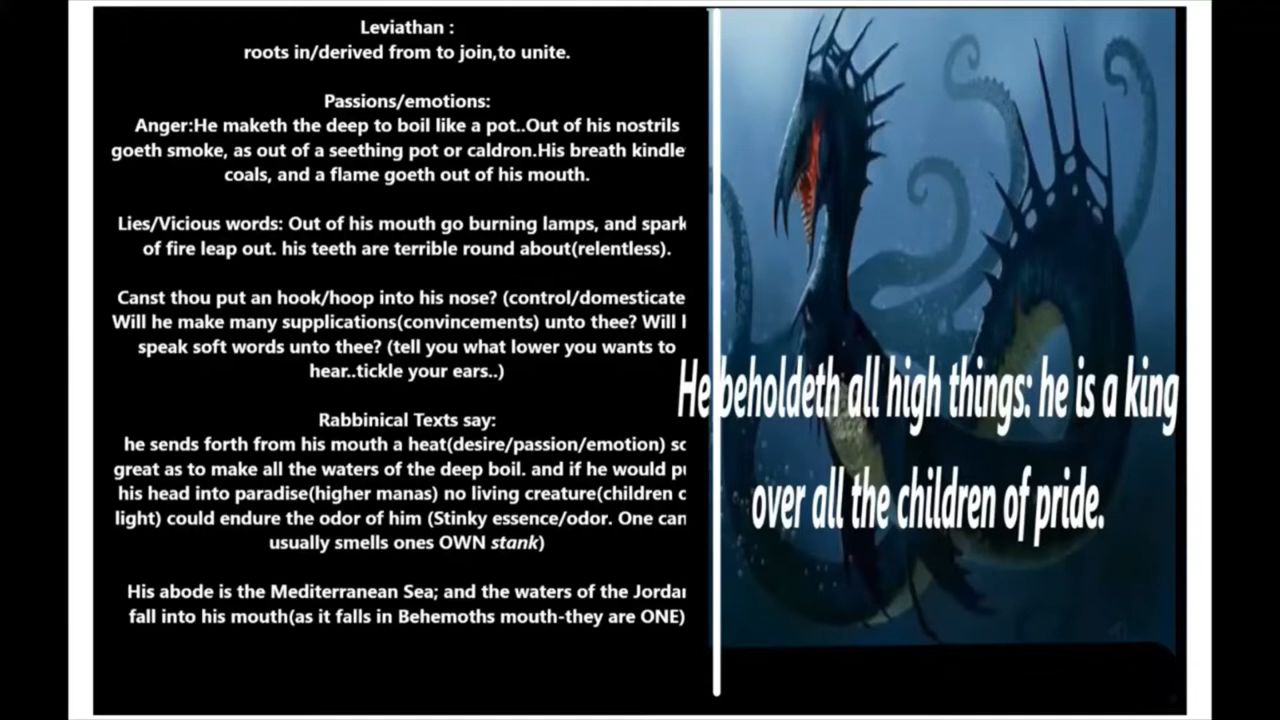 Leviathan :
roots in/derived from to join,to unite.
Passions/emotions:
Anger:He maketh the deep to boil like a pot..Out of his nostrils
goeth smoke, as out of a seething pot or caldron.His breath kindle
coals, and a flame goeth out of his mouth.
Lies/Vicious words: Out of his mouth go burning lamps, and spark
of fire leap out. his teeth are terrible round about(relentless).
Canst thou put an hook/hoop into his nose? (control/domesticate
Will he make many supplications(convincements) unto thee? Will
speak soft words unto thee? (tell you what lower you wants to
hear..tickle your ears..)
Rabbinical Texts say:
he sends forth from his mouth a heat(desire/passion/emotion) so
great as to make all the waters of the deep boil. and if he would
his head into paradise(higher manas) no living creature(children
light) could endure the odor of him (Stinky essence/odor. One can
usually smells ones OWN stank)
His abode is the Mediterranean Sea; and the waters of the Jordan
fall into his mouth(as it falls in Behemoths mouth-they are ONE)
He beholdeth all high things: he is a king
over all the children of pride.